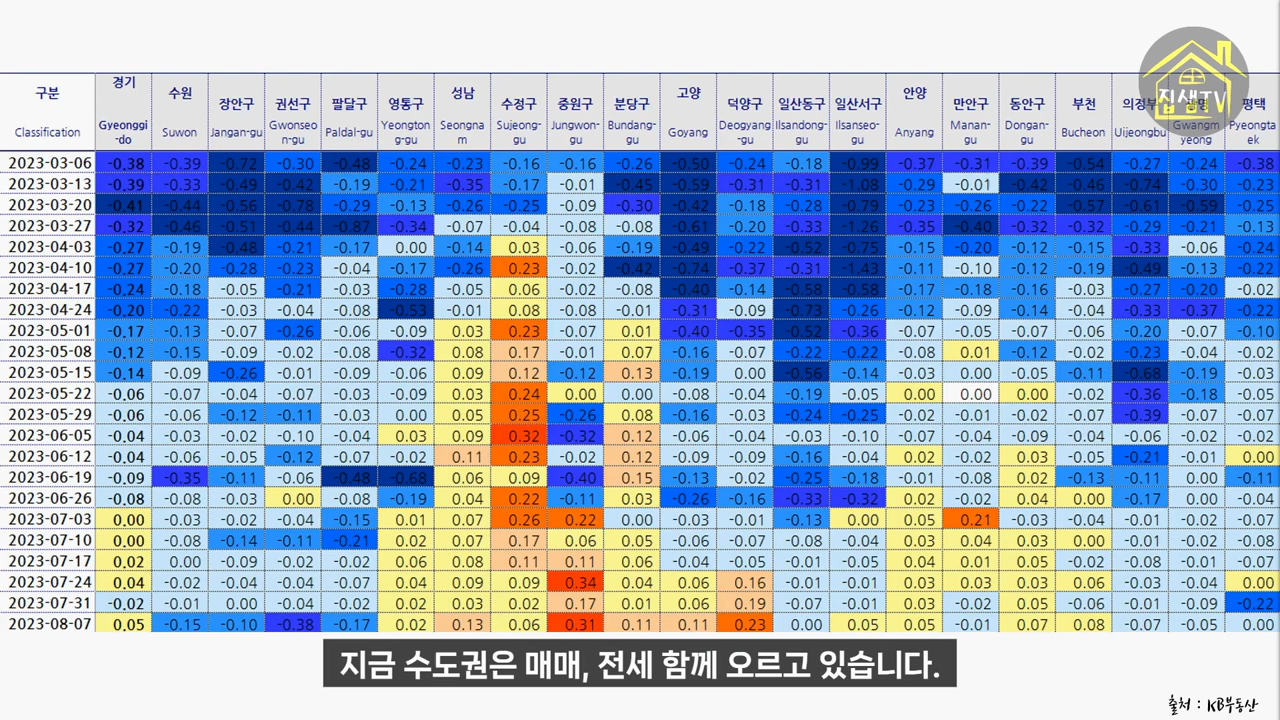 집샘TV
구분 경기 수원 장안구 권선구 팔달구 영통구 성남 수정구 중원구 분당구 고양 덕양구 일산동구 일산서구 안양 만안구 동안구 부천 의정부 평택
Classification Gyeonggi-do Suwon Jangan-gu Gwonseon-gu Paldal-gu Yeongtong-gu Seongnam Sujeong-gu Jungwon-gu Bundang-gu Goyang Deogyang-gu Ilsandong-gu Ilsanseo-gu Anyang Manan-gu Dongan-gu Bucheon Uijeongbu Gwangmyeong Pyeongtaek
2023-03-06 -0.38 -0.39 -0.72 -0.30 -0.48 -0.24 -0.23 -0.16 -0.16 -0.26 -0.50 -0.24 -0.18 -0.99 -0.37 -0.31 -0.39 -0.54 -0.27 -0.24 -0.38
2023-03-13 -0.39 -0.33 -0.49 -0.42 -0.19 -0.21 -0.35 -0.17 -0.01 -0.45 -0.59 -0.31 -0.31 -1.08 -0.29 -0.01 -0.42 -0.46 -0.74 -0.30 -0.23
2023-03-20 -0.41 -0.44 -0.29 -0.13 -0.26 -0.25 -0.09 -0.30 -0.42 -0.18 -0.28 -0.79 -0.23 -0.26 -0.22 -0.57 -0.61 -0.59 -0.25
2023-03-27 -0.32 -0.46 -0.51 -0.44 -0.87 -0.34 -0.07 -0.04 -0.08 -0.08 -0.61 -0.20 -0.33 -1.26 -0.35 -0.40 -0.32 -0.32 -0.29 -0.15 -0.13
2023-04-03 -0.27 -0.19 -0.48 -0.21 -0.17 0.00 -0.14 0.03 -0.06 -0.19 -0.49 -0.22 -0.52 -0.75 -0.15 -0.20 -0.12 -0.15 -0.33 -0.06 -0.24
2023-04-10 -0.27 -0.20 -0.28 -0.23 -0.04 -0.17 -0.26 0.23 -0.02 -0.42 -0.74 -0.37 -0.31 -1.43 -0.11 -0.10 -0.12 -0.19 -0.49 -0.13 -0.22
2023-04-17 -0.24 -0.18 -0.05 -0.21 -0.03 -0.28 -0.05 0.06 -0.02 -0.08 -0.40 -0.14 -0.58 -0.58 -0.17 -0.18 -0.16 -0.03 -0.27 -0.20 -0.02
2023-04-24 -0.20 -0.22 -0.03 -0.04 -0.08 -0.53 -0.01 0.08 -0.08 -0.01 -0.31 -0.09 -0.73 -0.26 -0.12 -0.09 -0.14 -0.04 -0.33 -0.37 -0.22
2023-05-01 -0.17 -0.13 -0.07 -0.26 -0.06 -0.09 0.03 0.23 -0.07 0.01 -0.40 -0.35 -0.52 -0.36 -0.07 -0.05 -0.07 -0.06 -0.20 -0.07 -0.10
2023-05-08 -0.12 -0.15 -0.09 -0.02 -0.08 -0.32 0.08 0.17 -0.01 0.07 -0.16 -0.07 -0.22 -0.22 -0.08 0.01 -0.12 -0.02 -0.23 -0.04 -0.02
2023-05-15 -0.14 -0.09 -0.26 -0.01 -0.09 -0.06 0.09 0.12 -0.12 0.13 -0.19 0.00 -0.56 -0.14 -0.03 0.00 -0.05 -0.11 -0.68 -0.19 -0.03
2023-05-22 -0.06 -0.07 -0.04 -0.07 -0.03 -0.09 0.03 0.24 0.00 0.00 -0.08 -0.04 -0.19 -0.05 0.00 0.00 0.00 -0.02 -0.36 -0.18 -0.05
2023-05-29 -0.06 -0.06 -0.12 -0.11 -0.03 -0.03 0.05 0.25 -0.26 0.08 -0.16 -0.03 -0.24 -0.25 -0.02 -0.01 -0.02 -0.07 -0.39 -0.07 -0.07
2023-06-05 -0.04 -0.03 -0.02 -0.10 -0.04 0.03 0.09 0.32 -0.32 0.12 -0.06 -0.04 -0.03 -0.10 -0.07 -0.04 -0.09 -0.04 -0.06 -0.02 -0.02
2023-06-12 -0.04 -0.06 -0.05 -0.12 -0.07 -0.02 0.11 0.23 -0.02 0.12 -0.09 -0.05 -0.16 -0.04 0.02 -0.02 0.03 -0.05 -0.21 -0.01 0.00
2023-06-19 -0.09 -0.35 -0.11 -0.06 -0.48 -0.68 0.06 0.09 -0.40 0.15 -0.13 -0.02 -0.25 -0.18 -0.01 -0.08 0.02 -0.13 -0.11 0.00 -0.11
2023-06-26 -0.08 -0.08 -0.03 0.00 -0.08 -0.19 0.04 0.22 -0.11 0.03 -0.26 -0.16 -0.33 -0.32 0.02 -0.02 0.04 0.00 -0.17 0.00 -0.04
2023-07-03 0.00 -0.03 -0.02 -0.04 -0.15 0.01 0.07 0.26 0.22 0.00 -0.03 -0.01 -0.13 0.00 0.05 0.21 -0.03 -0.04 -0.01 -0.02 -0.07
2023-07-10 0.00 -0.08 -0.14 -0.11 -0.21 0.02 0.07 0.17 0.06 0.05 -0.06 -0.07 -0.08 -0.04 0.03 -0.02 0.05 -0.04 -0.02 -0.01 -0.08
2023-07-17 0.02 0.00 -0.09 -0.02 -0.02 0.06 0.08 0.11 0.11 0.06 -0.04 -0.05 -0.01 -0.03 0.05 0.05 0.05 -0.02 -0.08 -0.07 -0.02
2023-07-24 0.04 -0.02 -0.04 -0.04 -0.07 0.04 0.09 0.09 0.34 0.04 0.06 0.16 -0.01 -0.01 0.03 0.03 0.03 0.06 -0.03 -0.04 0.00
2023-07-31 -0.02 -0.01 0.00 -0.04 -0.02 0.02 0.03 0.02 0.17 0.01 0.06 0.19 -0.07 -0.01 0.03 -0.02 0.05 -0.06 -0.01 -0.09 -0.22
2023-08-07 0.05 -0.15 -0.10 -0.38 -0.17 0.02 0.13 0.06 0.31 0.11 0.11 0.23 0.00 0.05 0.05 -0.02 0.07 0.08 -0.07 -0.05 0.00
지금 수도권은 매매, 전세 함께 오르고 있습니다.
출처 : KB부동산